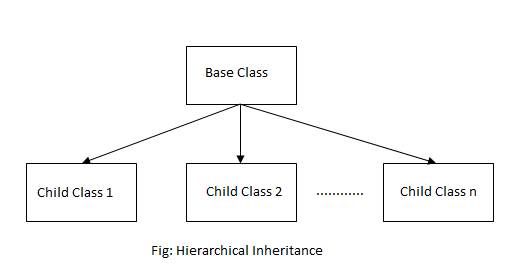 Base Class
Child Class 1
Child Class 2
............
Child Class n
Fig: Hierarchical Inheritance